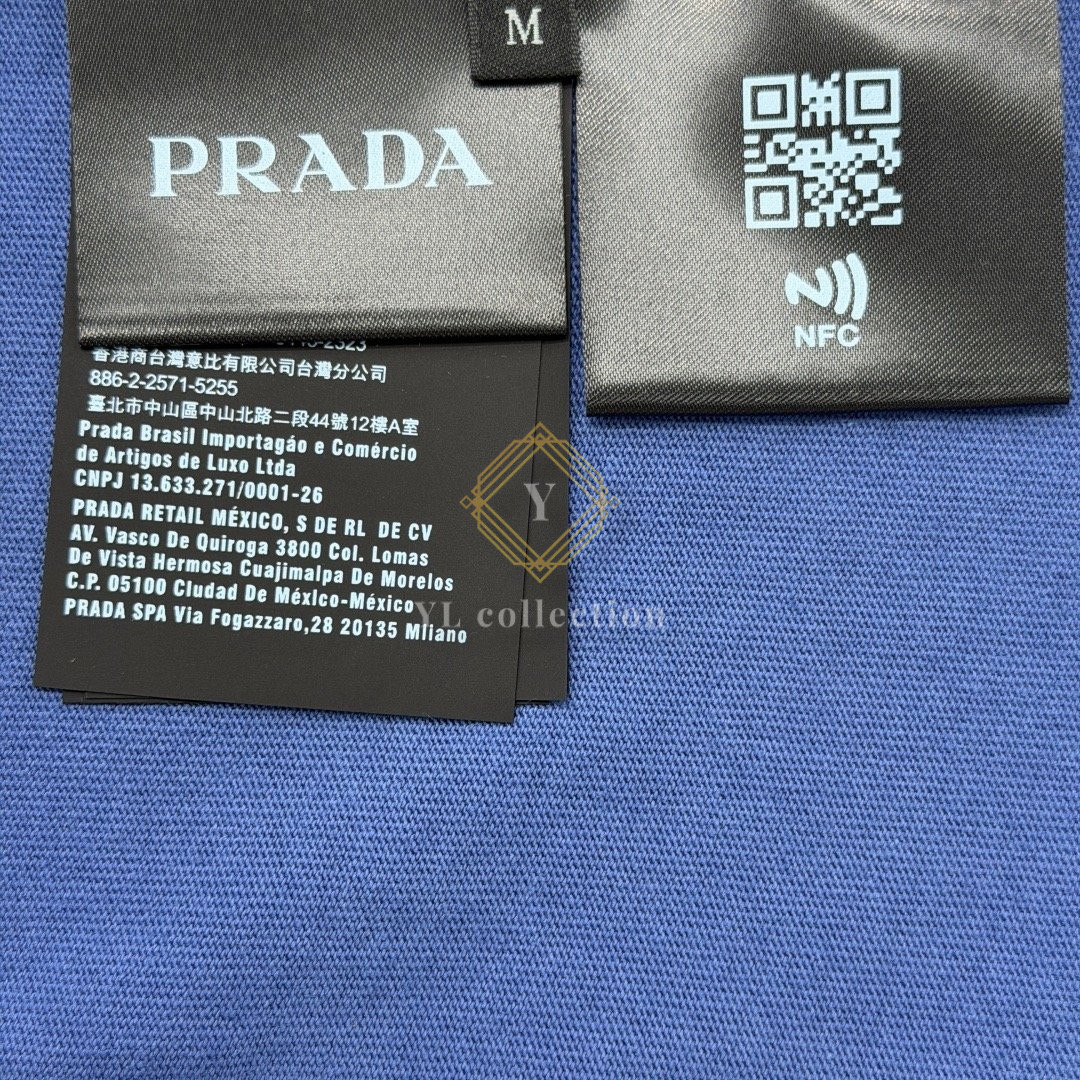 M
PRADA
NFC
2323
香港商台灣意比有限公司台灣分公司
886-2-2571-5255
臺北市中山區中山北路二段44號12樓A室
Prada Brasil Importagáo e Comércio
de Artigos de Luxo Ltda
CNPJ 13.633.271/0001-26
PRADA RETAIL MÉXICO, S DE RL DE CV
AV. Vasco De Quiroga 3800 Col. Lomas
De Vista Hermosa Cuajimalpa De Morelos
C.P. 05100 Cludad De Méxlco-México
PRADA SPA Via Fogazzaro,28 20135 Mliano
Y
YL collection